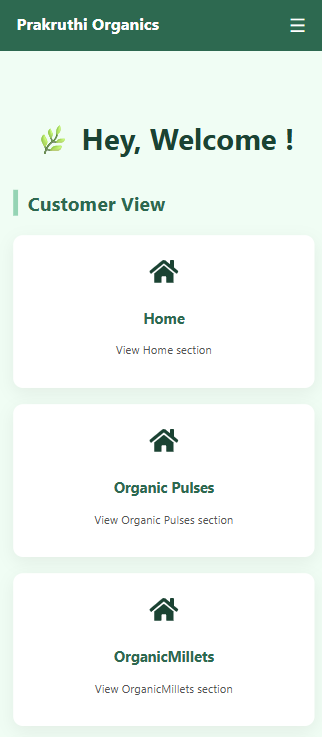 Prakruthi Organics
Hey, Welcome !
Customer View
Home
View Home section
Organic Pulses
View Organic Pulses section
OrganicMillets
View OrganicMillets section